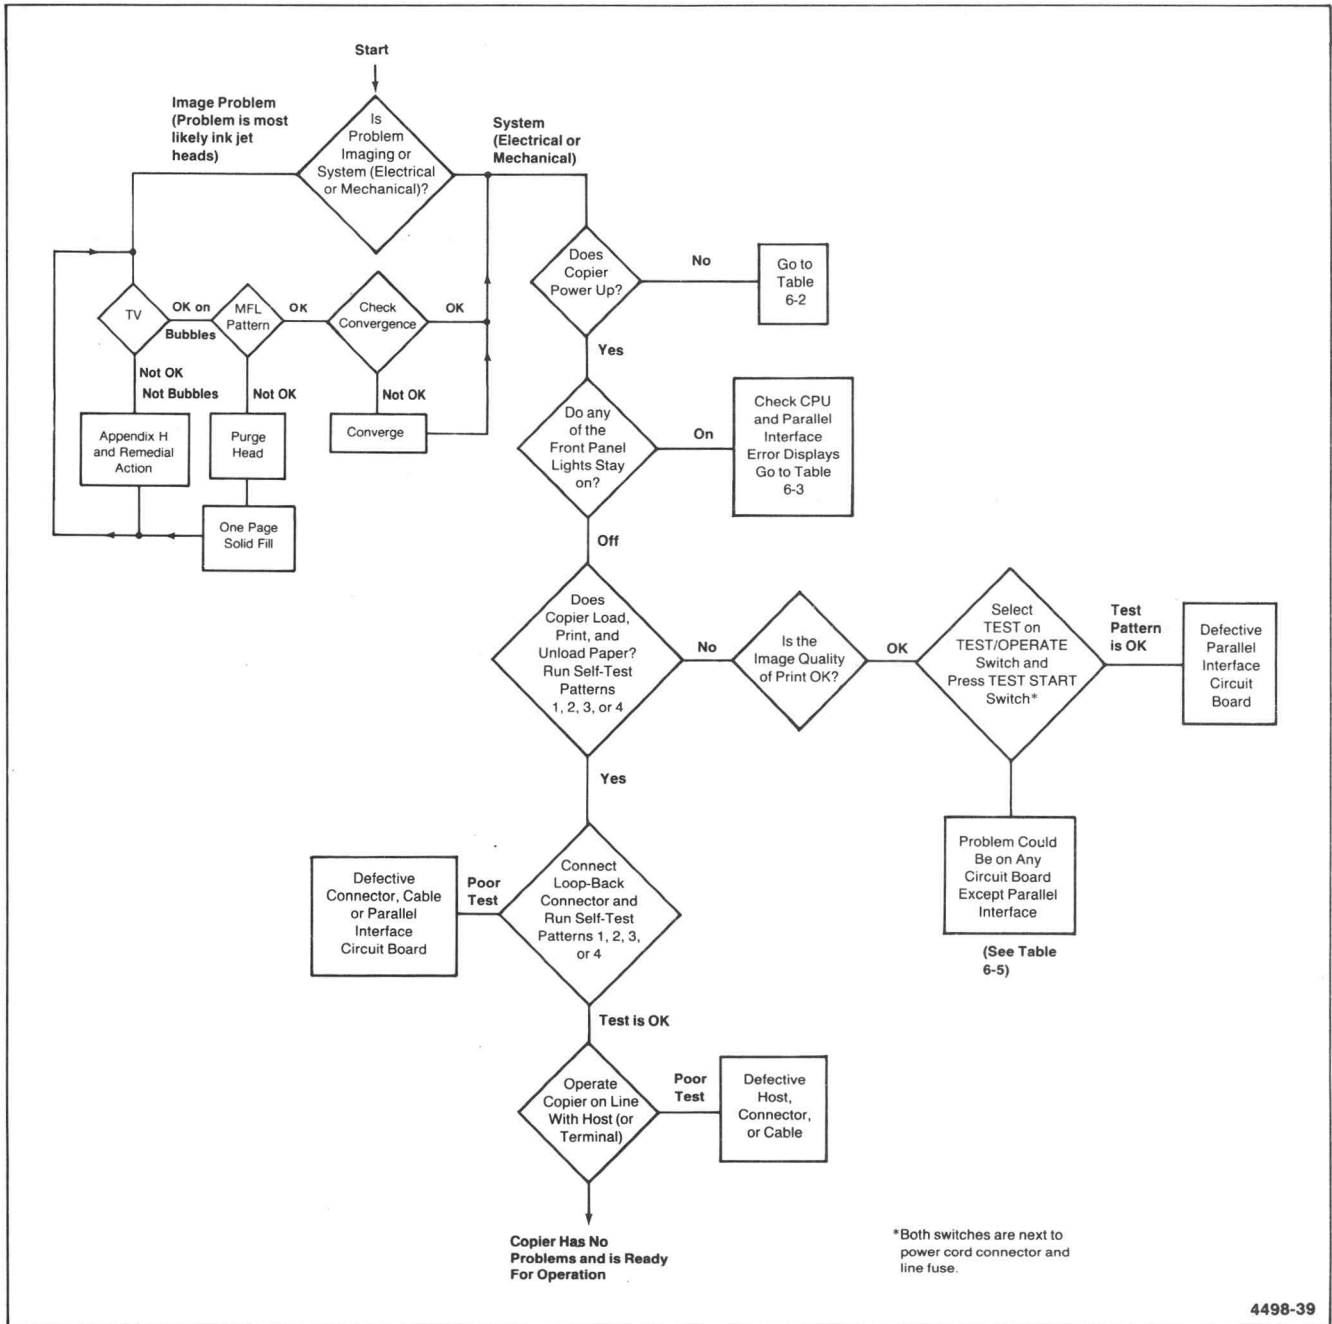 Start
Image Problem
(Problem is most
likely ink jet
heads)
Is
Problem
Imaging or
System (Electrical
or Mechanical)?
System
(Electrical or
Mechanical)
Does
Copier
Power Up?
No
Go to
Table
6-2
TV
OK on
Bubbles
MFL
Pattern
OK
Check
Convergence
OK
Yes
Not OK
Not Bubbles
Not OK
Not OK
Appendix H
and Remedial
Action
Purge
Head
Converge
One Page
Solid Fill
Do any
of the
Front Panel
Lights Stay
on?
On
Check CPU
and Parallel
Interface
Error Displays
Go to Table
6-3
Off
Does
Copier Load,
Print, and
Unload Paper?
Run Self-Test
Patterns
1, 2, 3, or 4
No
Is the
Image Quality
of Print OK?
OK
Select
TEST on
TEST/OPERATE
Switch and
Press TEST START
Switch*
Test
Pattern
is OK
Defective
Parallel
Interface
Circuit
Board
Yes
Problem Could
Be on Any
Circuit Board
Except Parallel
Interface
(See Table
6-5)
Defective
Connector, Cable
or Parallel
Interface
Circuit Board
Poor
Test
Connect
Loop-Back
Connector and
Run Self-Test
Patterns 1, 2, 3,
or 4
Test is OK
Operate
Copier on Line
With Host (or
Terminal)
Poor
Test
Defective
Host,
Connector,
or Cable
Copier Has No
Problems and is Ready
For Operation
*Both switches are next to
power cord connector and
line fuse.
4498-39